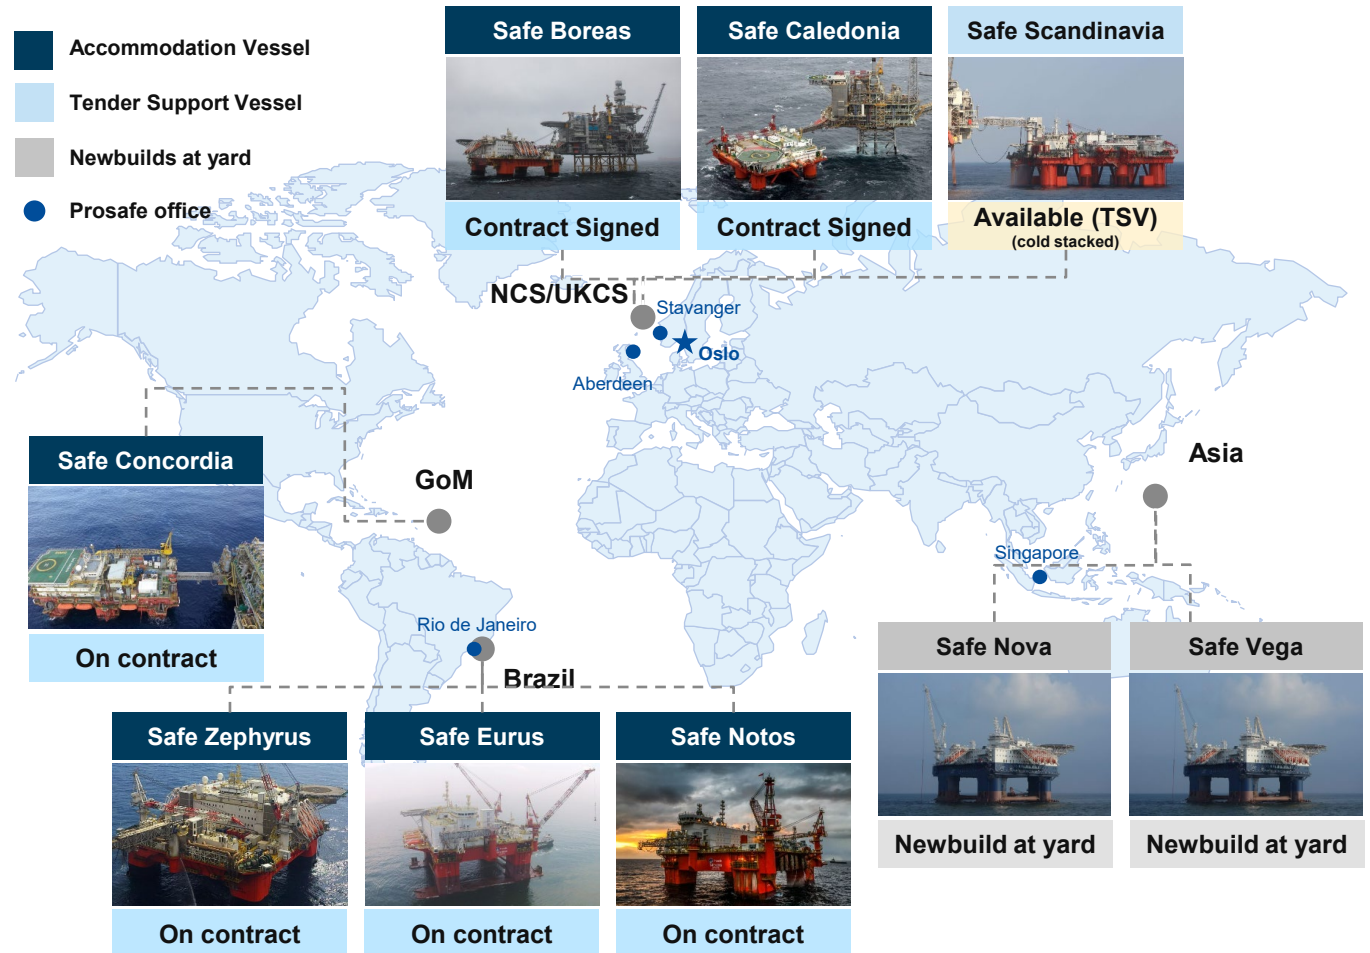 Accommodation Vessel
Tender Support Vessel
Newbuilds at yard
Prosafe office
Safe Boreas
Contract Signed
Safe Caledonia
Contract Signed
Safe Scandinavia
Available (TSV)
(cold stacked)
NCS/UKCS
Stavanger
Oslo
Aberdeen
Safe Concordia
On contract
GoM
Asia
Singapore
Rio de Janeiro
Brazil
Safe Nova
Newbuild at yard
Safe Vega
Newbuild at yard
Safe Zephyrus
On contract
Safe Eurus
On contract
Safe Notos
On contract